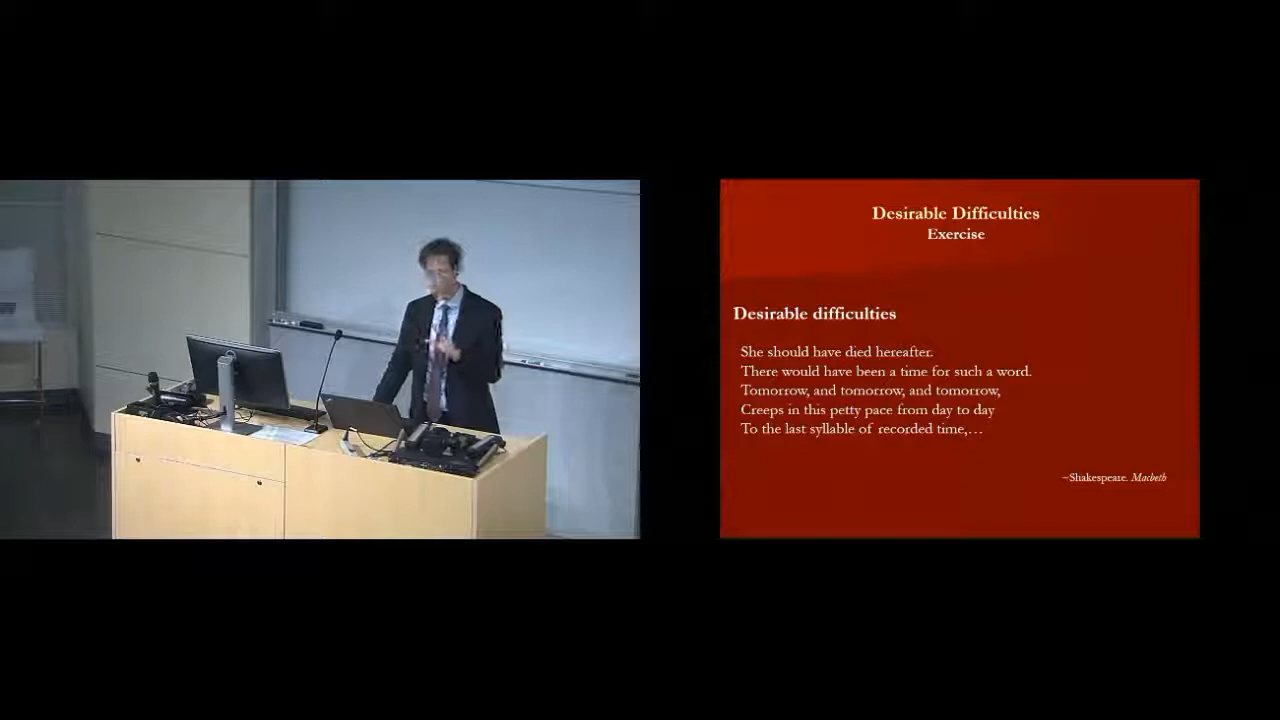 Desirable Difficulties
Exercise
Desirable difficulties
She should have died hereafter.
There would have been a time for such a word.
Tomorrow, and tomorrow, and tomorrow,
Creeps in this petty pace from day to day
To the last syllable of recorded time,…
~Shakespeare. Macbeth